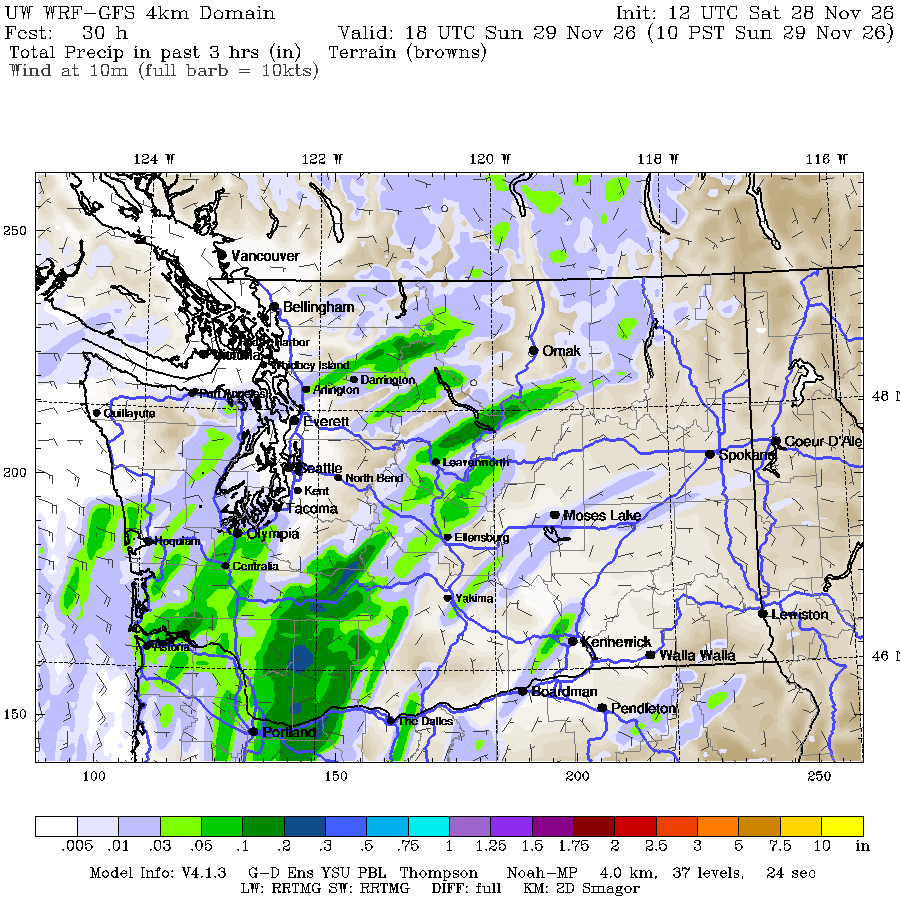 UW WRF-GFS 4km Domain Init: 12 UTC Sat 28 Nov 26
Fcst: 30 h Valid: 18 UTC Sun 29 Nov 26 (10 PST Sun 29 Nov 26)
Total Precip in past 3 hrs (in) Terrain (browns)
Wind at 10m (full barb = 10kts)
124 W 122 W 120 W 118 W 116 W
250
Vancouver
Bellingham
Omak
Whidbey Island
Darrington
Arlington
Port Angeles
48 N
Quillayute
Everett
Coeur D'Ale
Spokane
Leavenworth
200
Seattle
North Bend
Kent
Tacoma
Moses Lake
Olympia
Hoquiam
Ellensburg
Centralia
Yakima
Lewiston
Astoria
Kennewick
Walla Walla
46 N
Boardman
Pendleton
150
The Dalles
Portland
100 150 200 250
.005 .01 .03 .05 .1 .2 .3 .5 .75 1 1.25 1.5 1.75 2 2.5 3 5 7.5 10 in
Model Info: V4.1.3 G-D Ens YSU PBL Thompson Noah-MP 4.0 km, 37 levels, 24 sec
LW: RRTMG SW: RRTMG DIFF: full KM: 2D Smagor